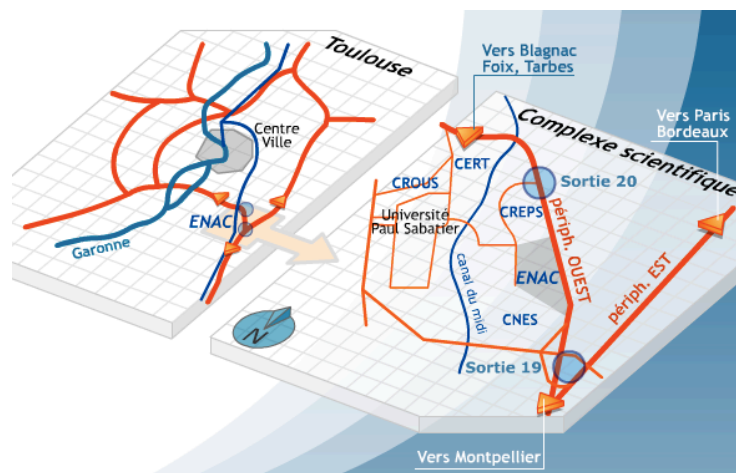 Toulouse
Centre
Ville
ENAC
Garonne
N
Vers Blagnac
Foix, Tarbes
Complexe scientifique
Vers Paris
Bordeaux
CERT
CROUS
Sortie 20
Université
Paul Sabatier
CREPS
périph. OUEST
ENAC
canal du midi
périph. EST
CNES
Sortie 19
Vers Montpellier